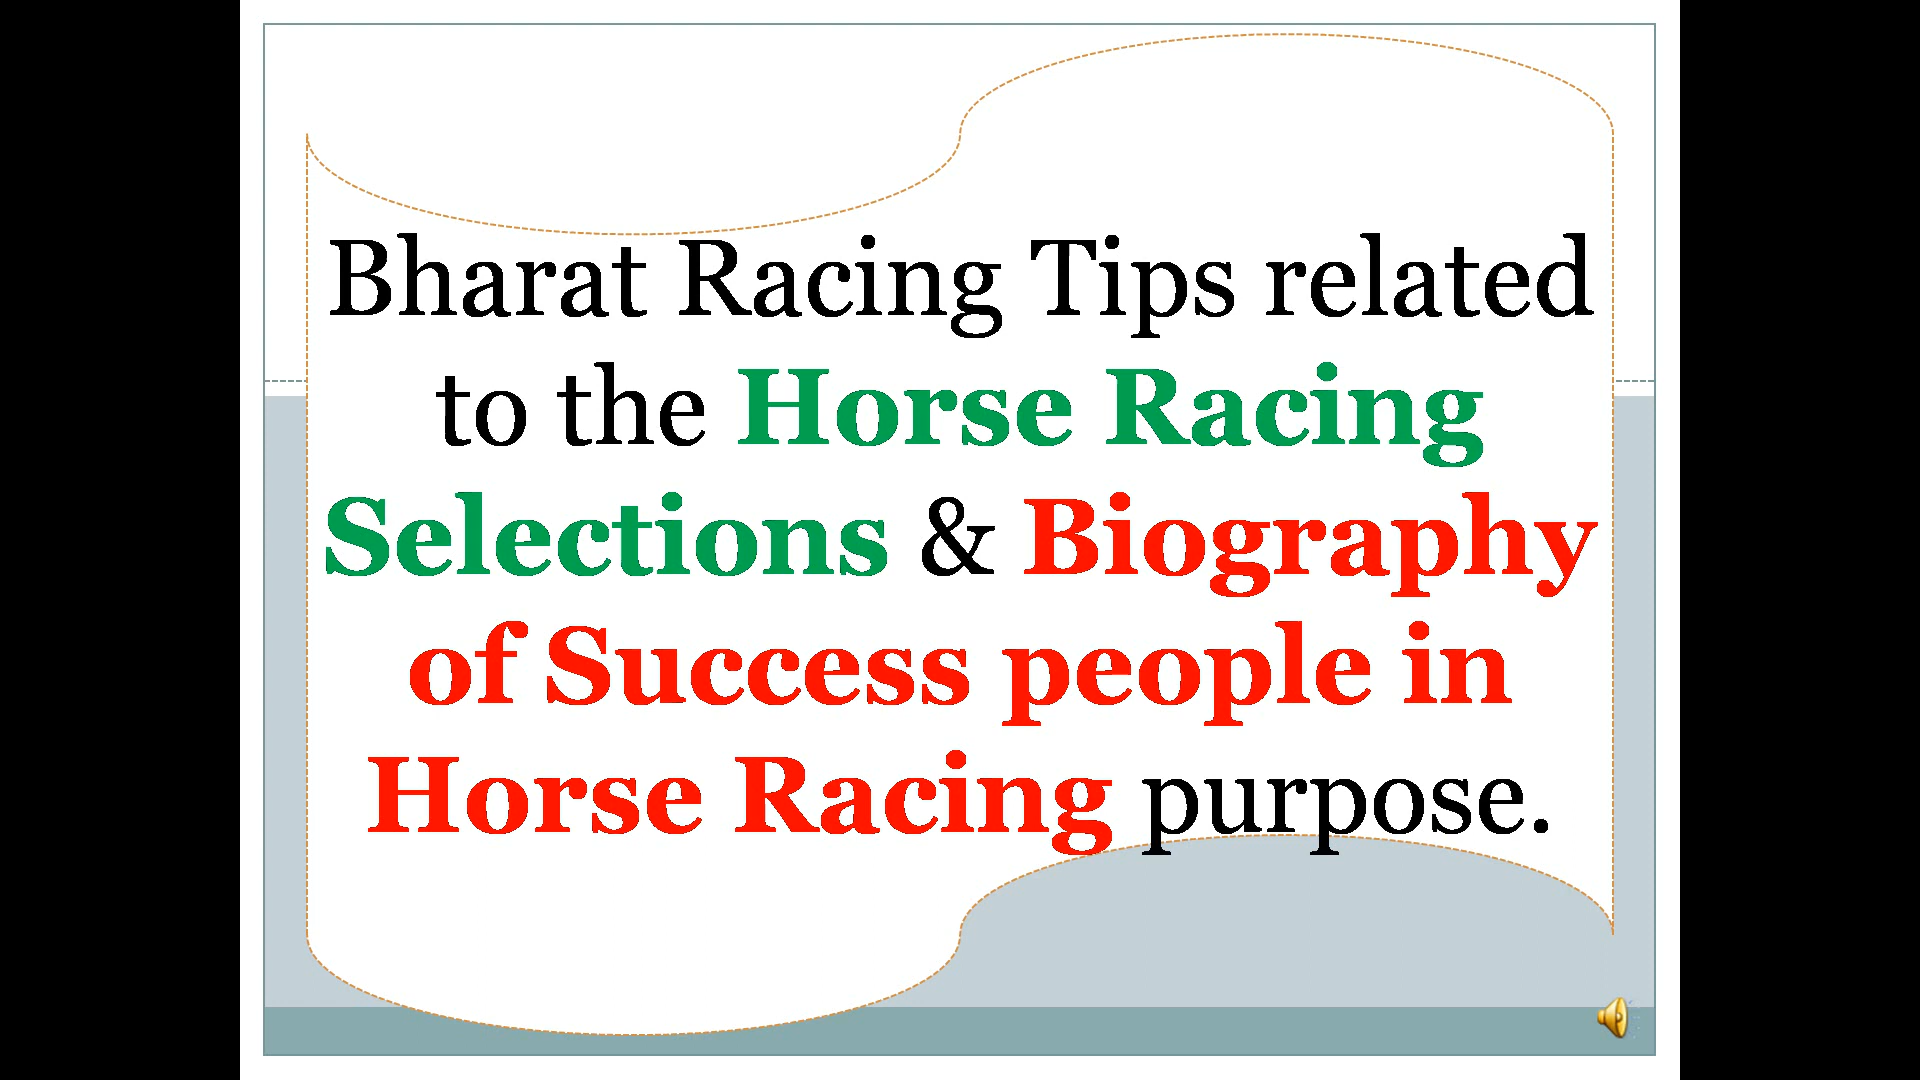 Bharat Racing Tips related
to the Horse Racing
Selections & Biography
of Success people in
Horse Racing purpose.